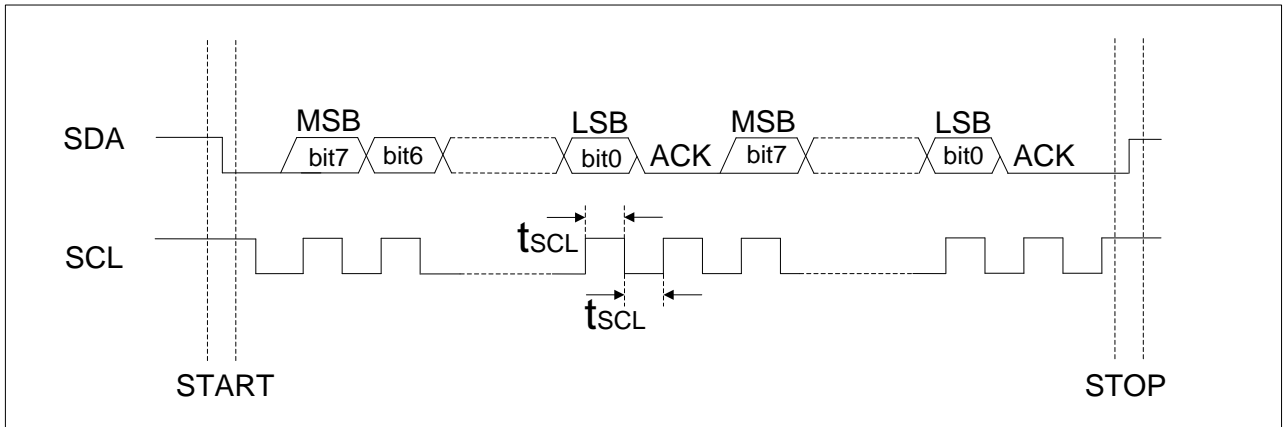 MSB LSB MSB LSB
SDA bit7 bit6 bit0 ACK bit7 bit0 ACK
tSCL
SCL
tSCL
START STOP